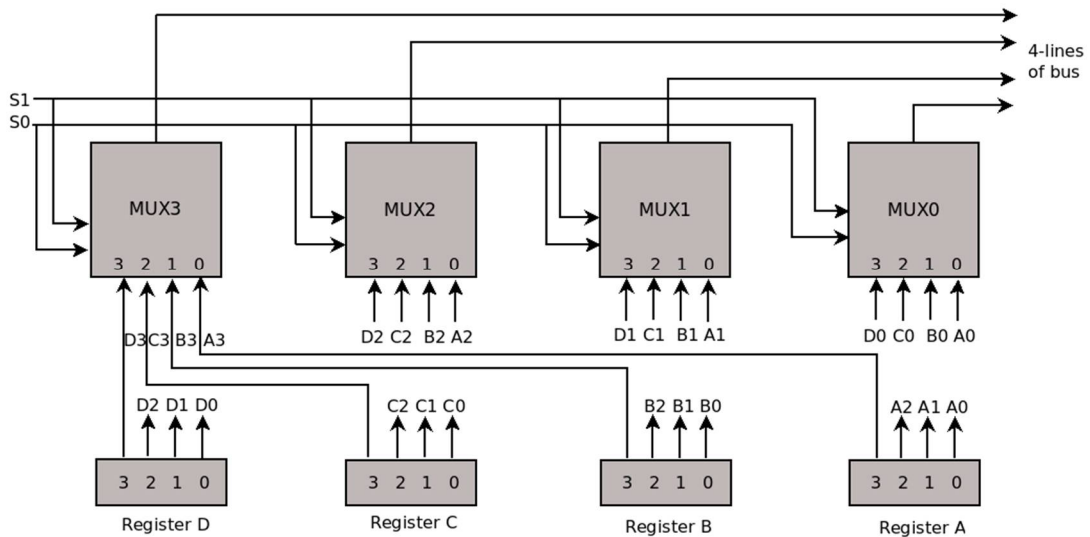 4-lines
of bus
S1
S0
MUX3 MUX2 MUX1 MUX0
3 2 1 0 3 2 1 0 3 2 1 0 3 2 1 0
D3 C3 B3 A3 D2 C2 B2 A2 D1 C1 B1 A1 D0 C0 B0 A0
D2 D1 D0 C2 C1 C0 B2 B1 B0 A2 A1 A0
3 2 1 0 3 2 1 0 3 2 1 0 3 2 1 0
Register D Register C Register B Register A